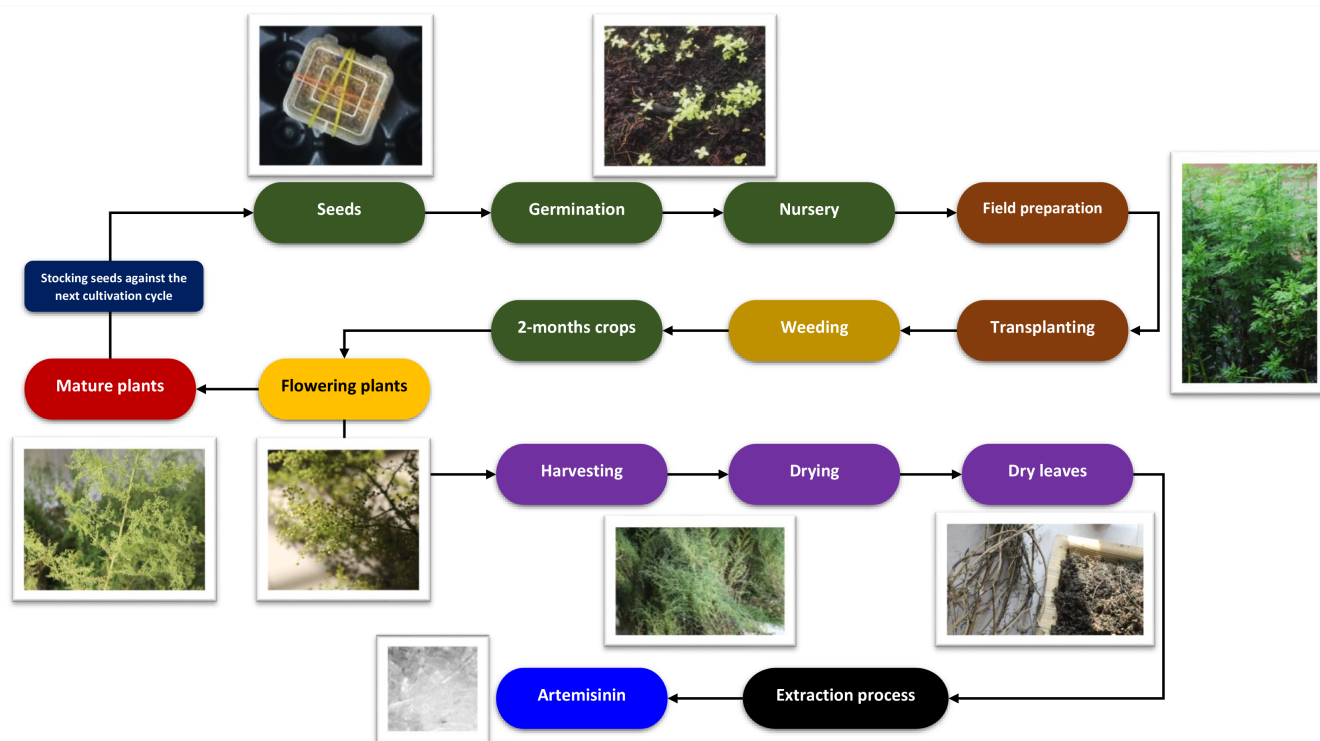 Seeds
Germination
Nursery
Field preparation
Stocking seeds against the
next cultivation cycle
2-months crops
Weeding
Transplanting
Mature plants
Flowering plants
Harvesting
Drying
Dry leaves
Artemisinin
Extraction process